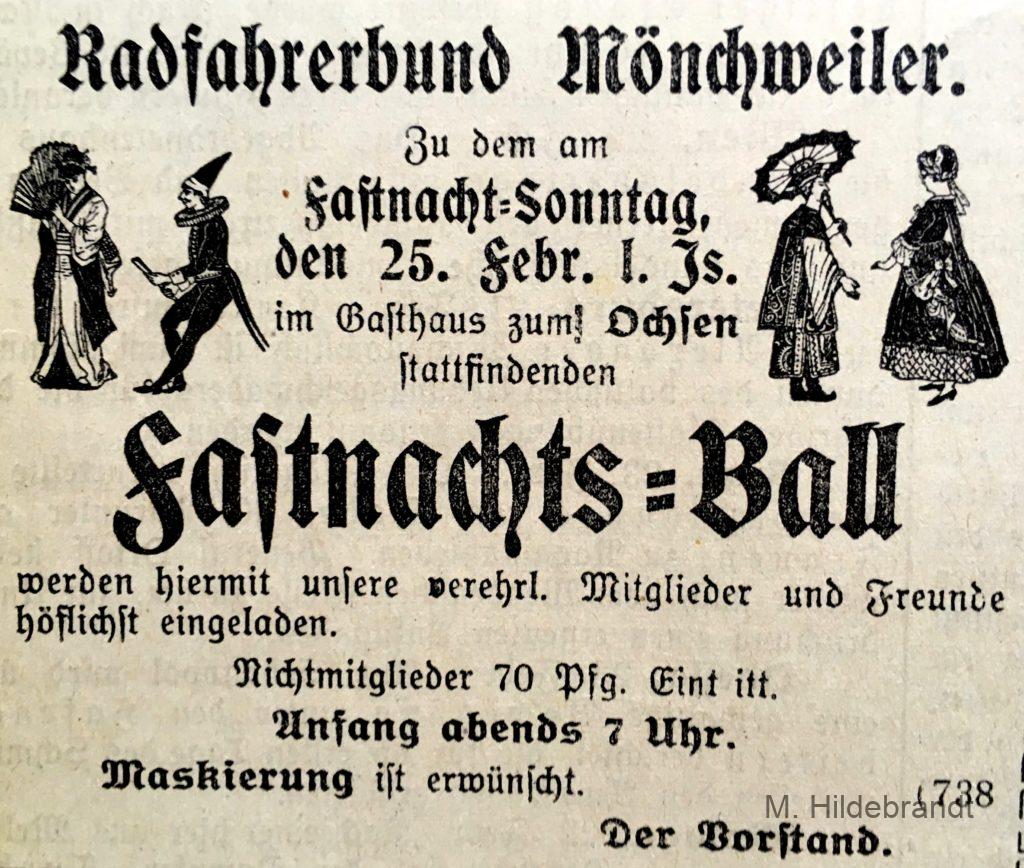 Radfahrerbund Mönchweiler.
Zu dem am
Fastnacht-Sonntag,
den 25. Febr. l. Js.
im Gasthaus zum Ochsen
stattfindenden
Fastnachts-Ball
werden hiermit unsere verehrl. Mitglieder und Freunde
höflichst eingeladen.
Nichtmitglieder 70 Pfg. Eint itt.
Anfang abends 7 Uhr.
Maskierung ist erwünscht.
(738
M. Hildebrandt
Der Vorstand.